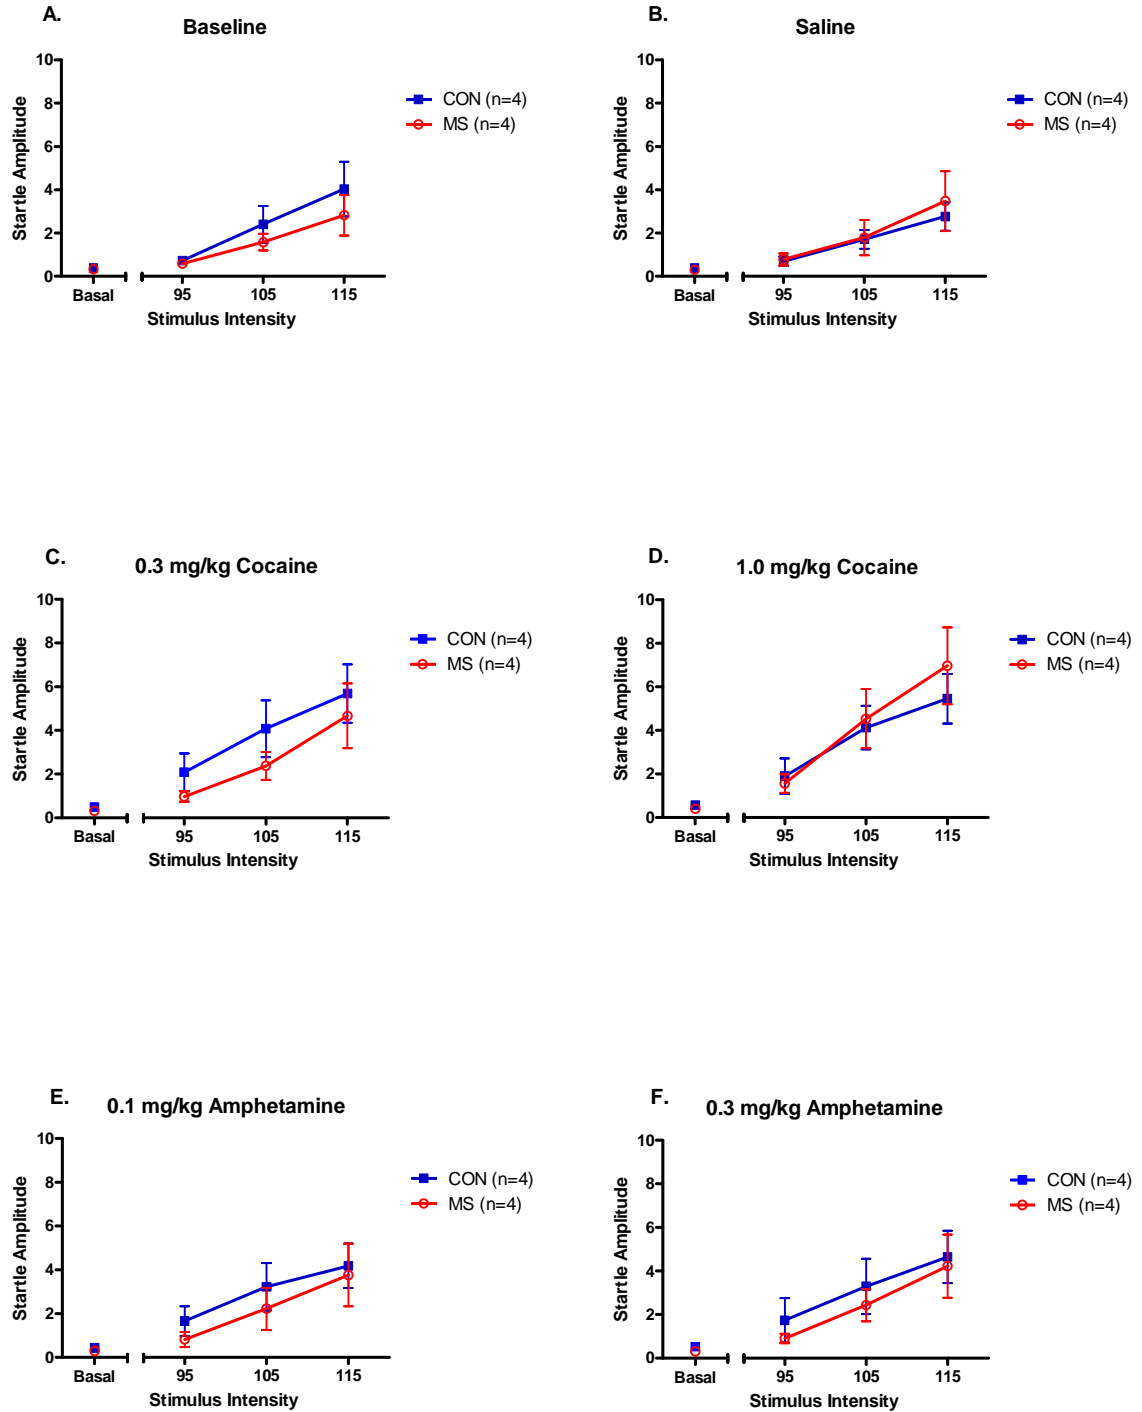 A.
Baseline
Startle Amplitude
10
8
6
4
2
0
Basal
95
105
115
Stimulus Intensity
CON (n=4)
MS (n=4)
B.
Saline
Startle Amplitude
10
8
6
4
2
0
Basal
95
105
115
Stimulus Intensity
CON (n=4)
MS (n=4)
C.
0.3 mg/kg Cocaine
Startle Amplitude
10
8
6
4
2
0
Basal
95
105
115
Stimulus Intensity
CON (n=4)
MS (n=4)
D.
1.0 mg/kg Cocaine
Startle Amplitude
10
8
6
4
2
0
Basal
95
105
115
Stimulus Intensity
CON (n=4)
MS (n=4)
E.
0.1 mg/kg Amphetamine
Startle Amplitude
10
8
6
4
2
0
Basal
95
105
115
Stimulus Intensity
CON (n=4)
MS (n=4)
F.
0.3 mg/kg Amphetamine
Startle Amplitude
10
8
6
4
2
0
Basal
95
105
115
Stimulus Intensity
CON (n=4)
MS (n=4)